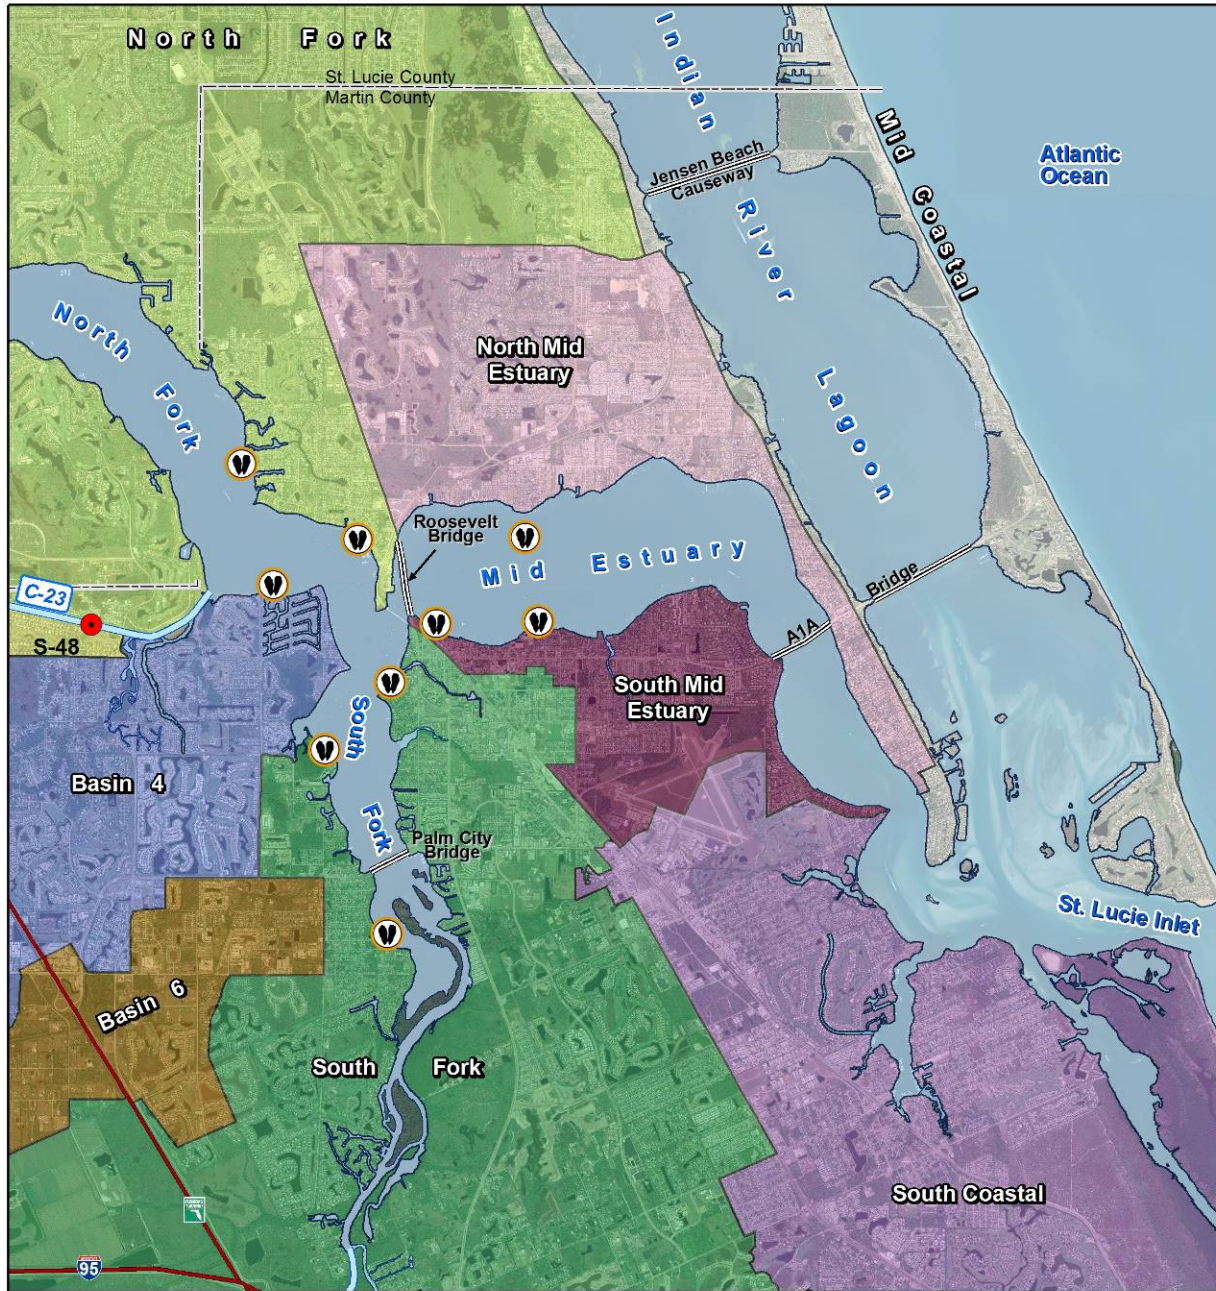 North Fork
St. Lucie County
Martin County
Indian River Lagoon
Mid Coastal
Atlantic
Ocean
Jensen Beach
Causeway
North Fork
North Mid
Estuary
Roosevelt
Bridge
Mid Estuary
Bridge
A1A
C-23
S-48
South Mid
Estuary
South Fork
Basin 4
Palm City
Bridge
St. Lucie Inlet
Basin 6
South Fork
South Coastal
95